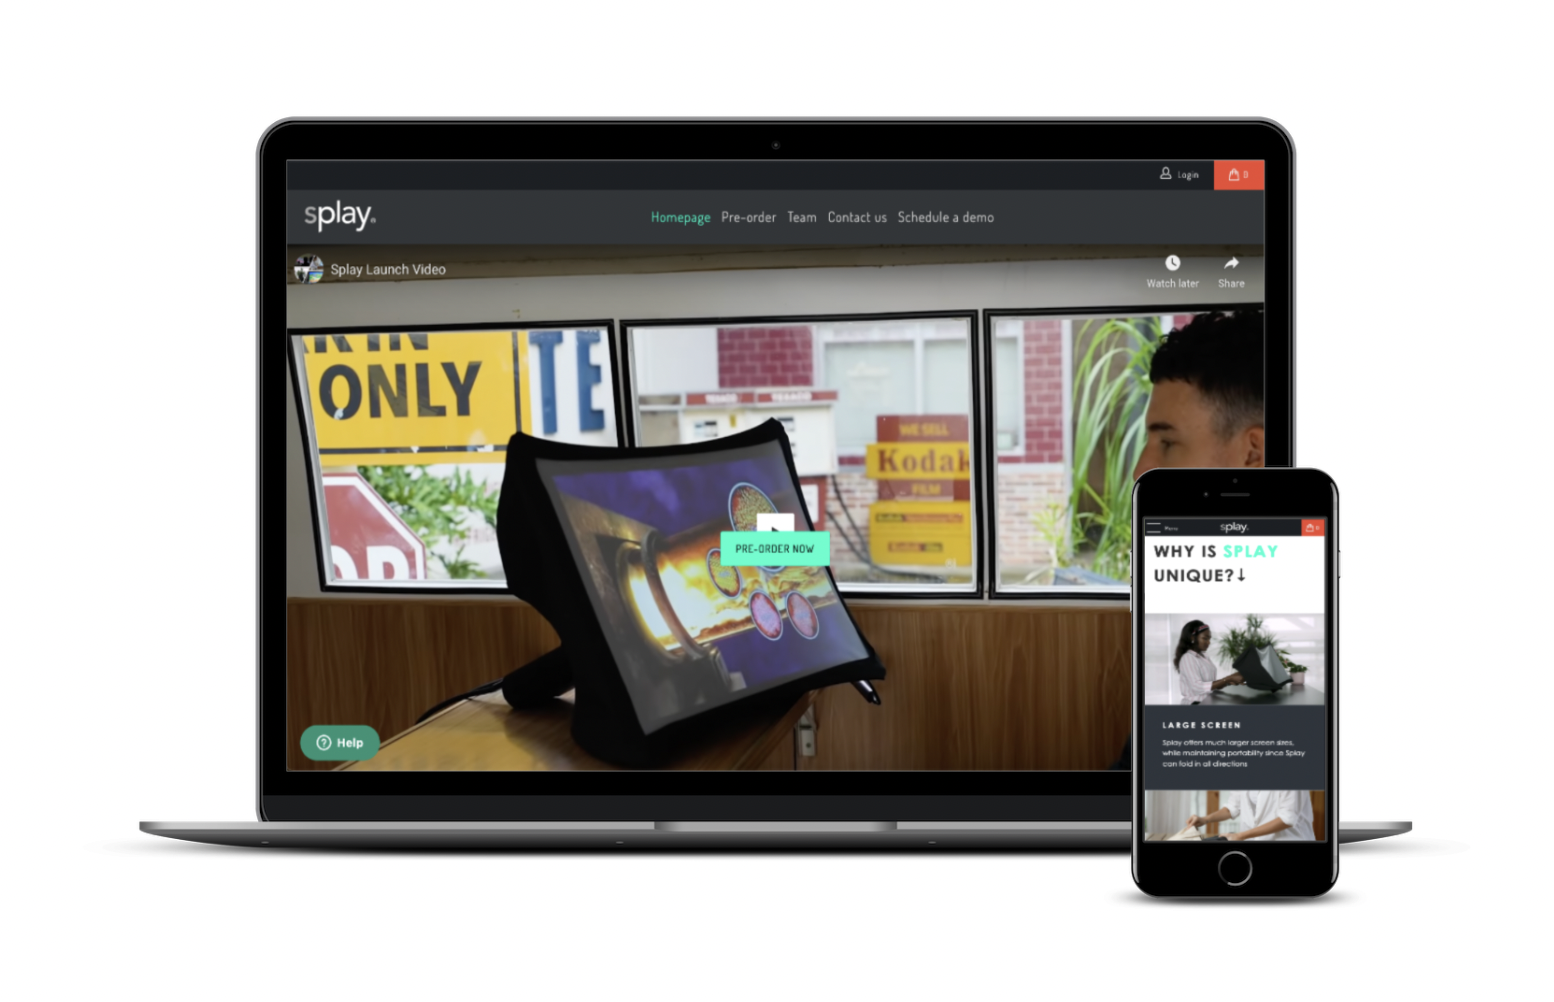 Login
0
splay.
Homepage Pre-order Team Contact us Schedule a demo
Splay Launch Video
Watch later Share
ONLY
TE
WE SELL
Kodak
FILM
PRE-ORDER NOW
Help
Menu
splay.
WHY IS SPLAY
UNIQUE?↓
LARGE SCREEN
Splay offers much larger screen sizes,
while maintaining portability since Splay
can fold in all directions